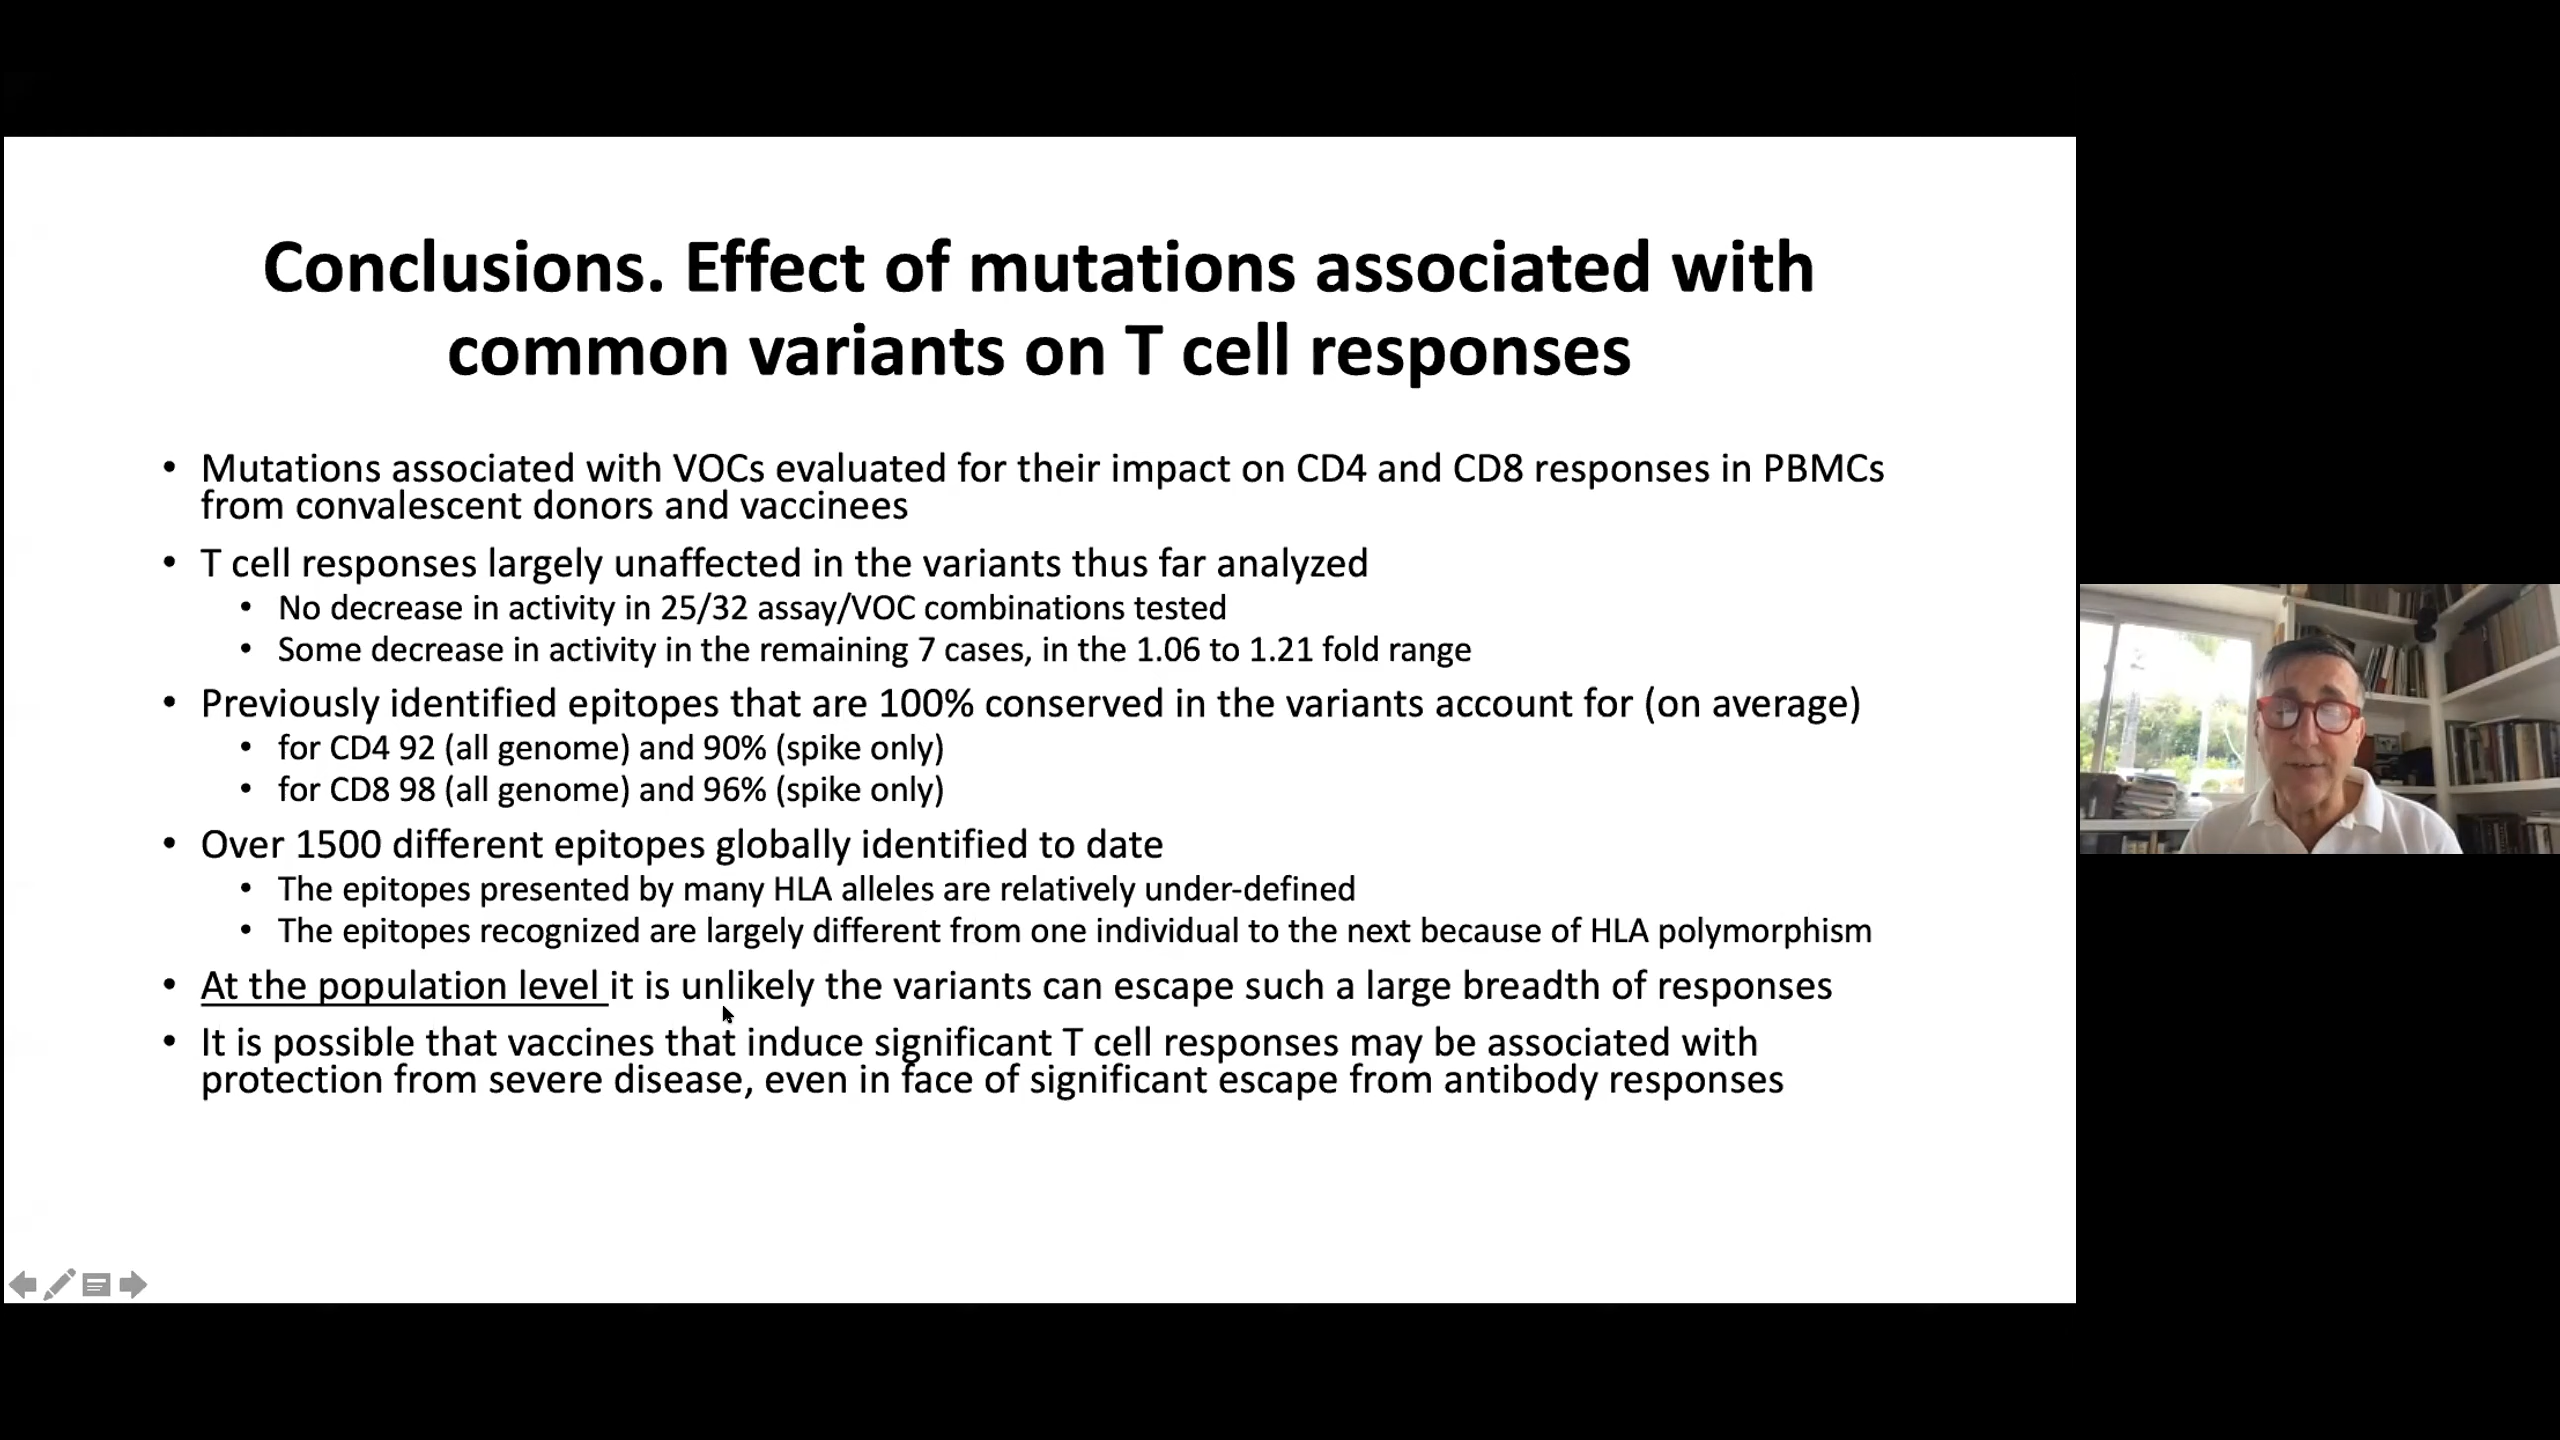 Conclusions. Effect of mutations associated with
common variants on T cell responses
• Mutations associated with VOCs evaluated for their impact on CD4 and CD8 responses in PBMCs
from convalescent donors and vaccinees
• T cell responses largely unaffected in the variants thus far analyzed
• No decrease in activity in 25/32 assay/VOC combinations tested
• Some decrease in activity in the remaining 7 cases, in the 1.06 to 1.21 fold range
• Previously identified epitopes that are 100% conserved in the variants account for (on average)
• for CD4 92 (all genome) and 90% (spike only)
• for CD8 98 (all genome) and 96% (spike only)
• Over 1500 different epitopes globally identified to date
• The epitopes presented by many HLA alleles are relatively under-defined
• The epitopes recognized are largely different from one individual to the next because of HLA polymorphism
• At the population level it is unlikely the variants can escape such a large breadth of responses
• It is possible that vaccines that induce significant T cell responses may be associated with
protection from severe disease, even in face of significant escape from antibody responses